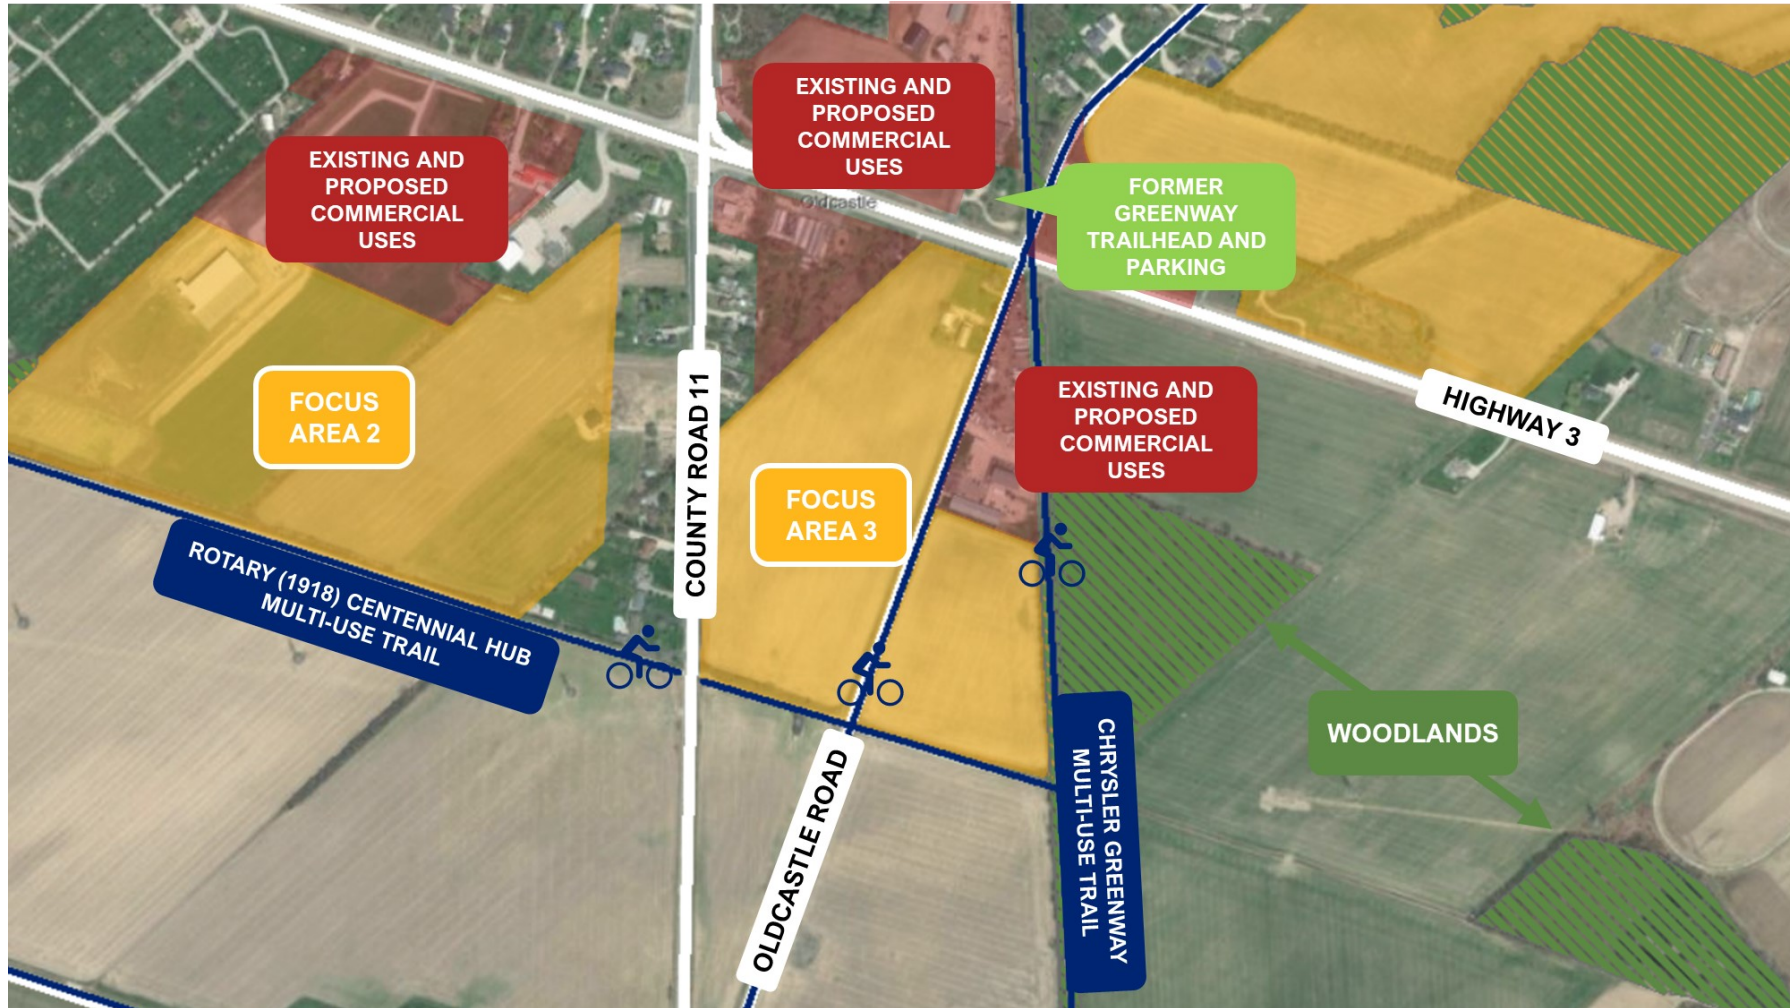 EXISTING AND
PROPOSED
COMMERCIAL
USES
EXISTING AND
PROPOSED
COMMERCIAL
USES
Oldcastle
FORMER
GREENWAY
TRAILHEAD AND
PARKING
FOCUS
AREA 2
COUNTY ROAD 11
EXISTING AND
PROPOSED
COMMERCIAL
USES
HIGHWAY 3
FOCUS
AREA 3
ROTARY (1918) CENTENNIAL HUB
MULTI-USE TRAIL
WOODLANDS
OLDCASTLE ROAD
CHRYSLER GREENWAY
MULTI-USE TRAIL